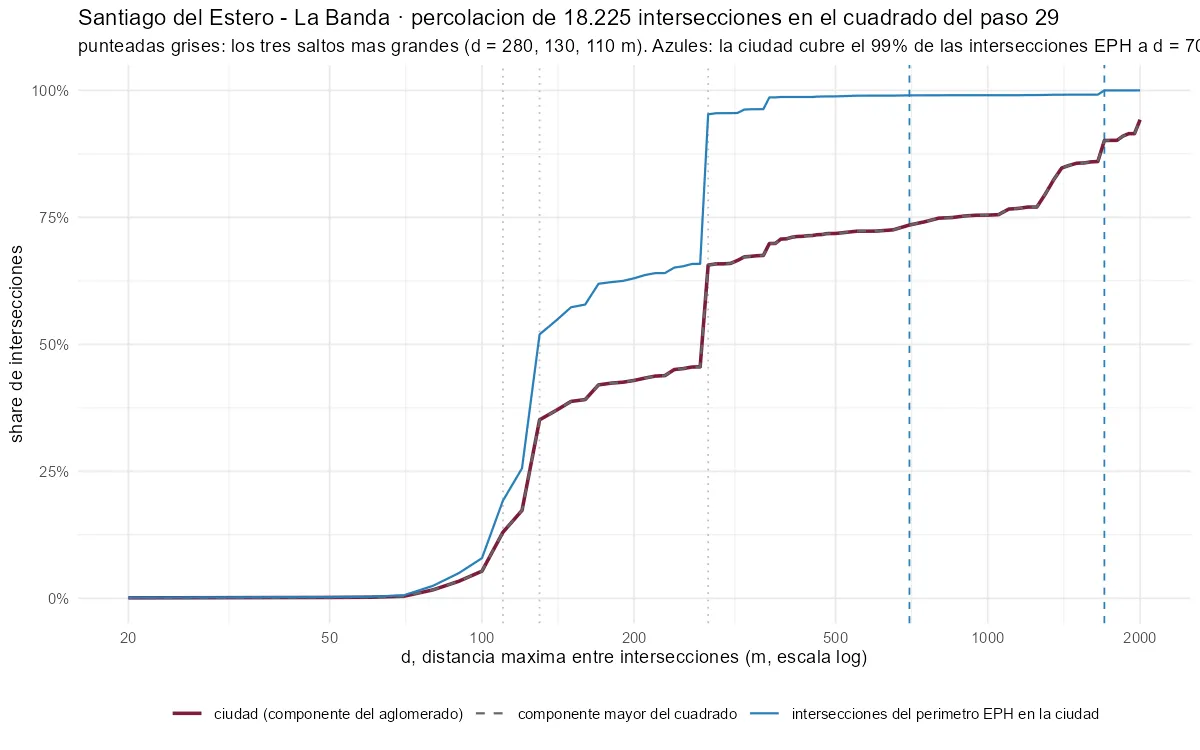 Santiago del Estero - La Banda · percolacion de 18.225 intersecciones en el cuadrado del paso 29
punteadas grises: los tres saltos mas grandes (d = 280, 130, 110 m). Azules: la ciudad cubre el 99% de las intersecciones EPH a d = 70
100%
75%
50%
25%
0%
share de intersecciones
20 50 100 200 500 1000 2000
d, distancia maxima entre intersecciones (m, escala log)
ciudad (componente del aglomerado) componente mayor del cuadrado intersecciones del perimetro EPH en la ciudad